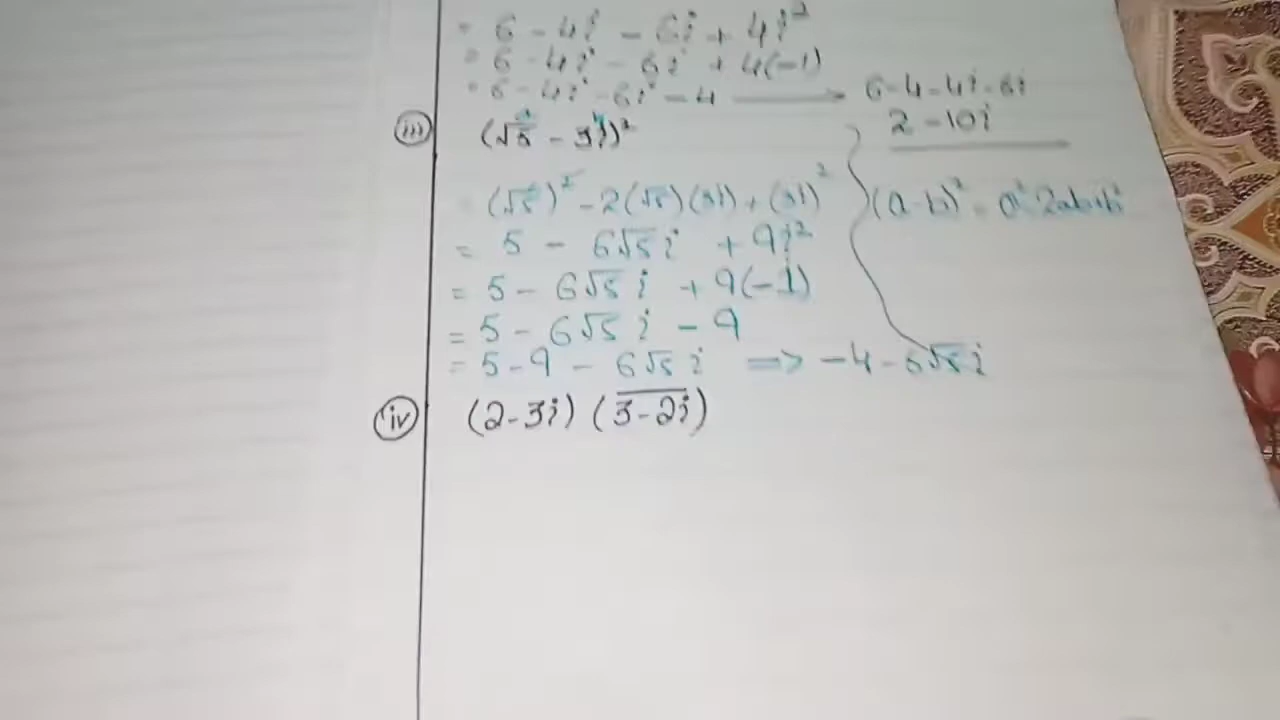 = 6 - 4i - 6i + 4i²
= 6 - 4i - 6i + 4(-1)
= 6 - 4i - 6i - 4 → 6 - 4 - 4i - 6i
2 - 10i
(iii) (√5 - 3i)²
= (√5)² - 2(√5)(3i) + (3i)² (a-b)² = a²-2ab+b²
= 5 - 6√5 i + 9i²
= 5 - 6√5 i + 9(-1)
= 5 - 6√5 i - 9
= 5 - 9 - 6√5 i => -4 - 6√5 i
(iv) (2-3i) (\overline{3-2i})